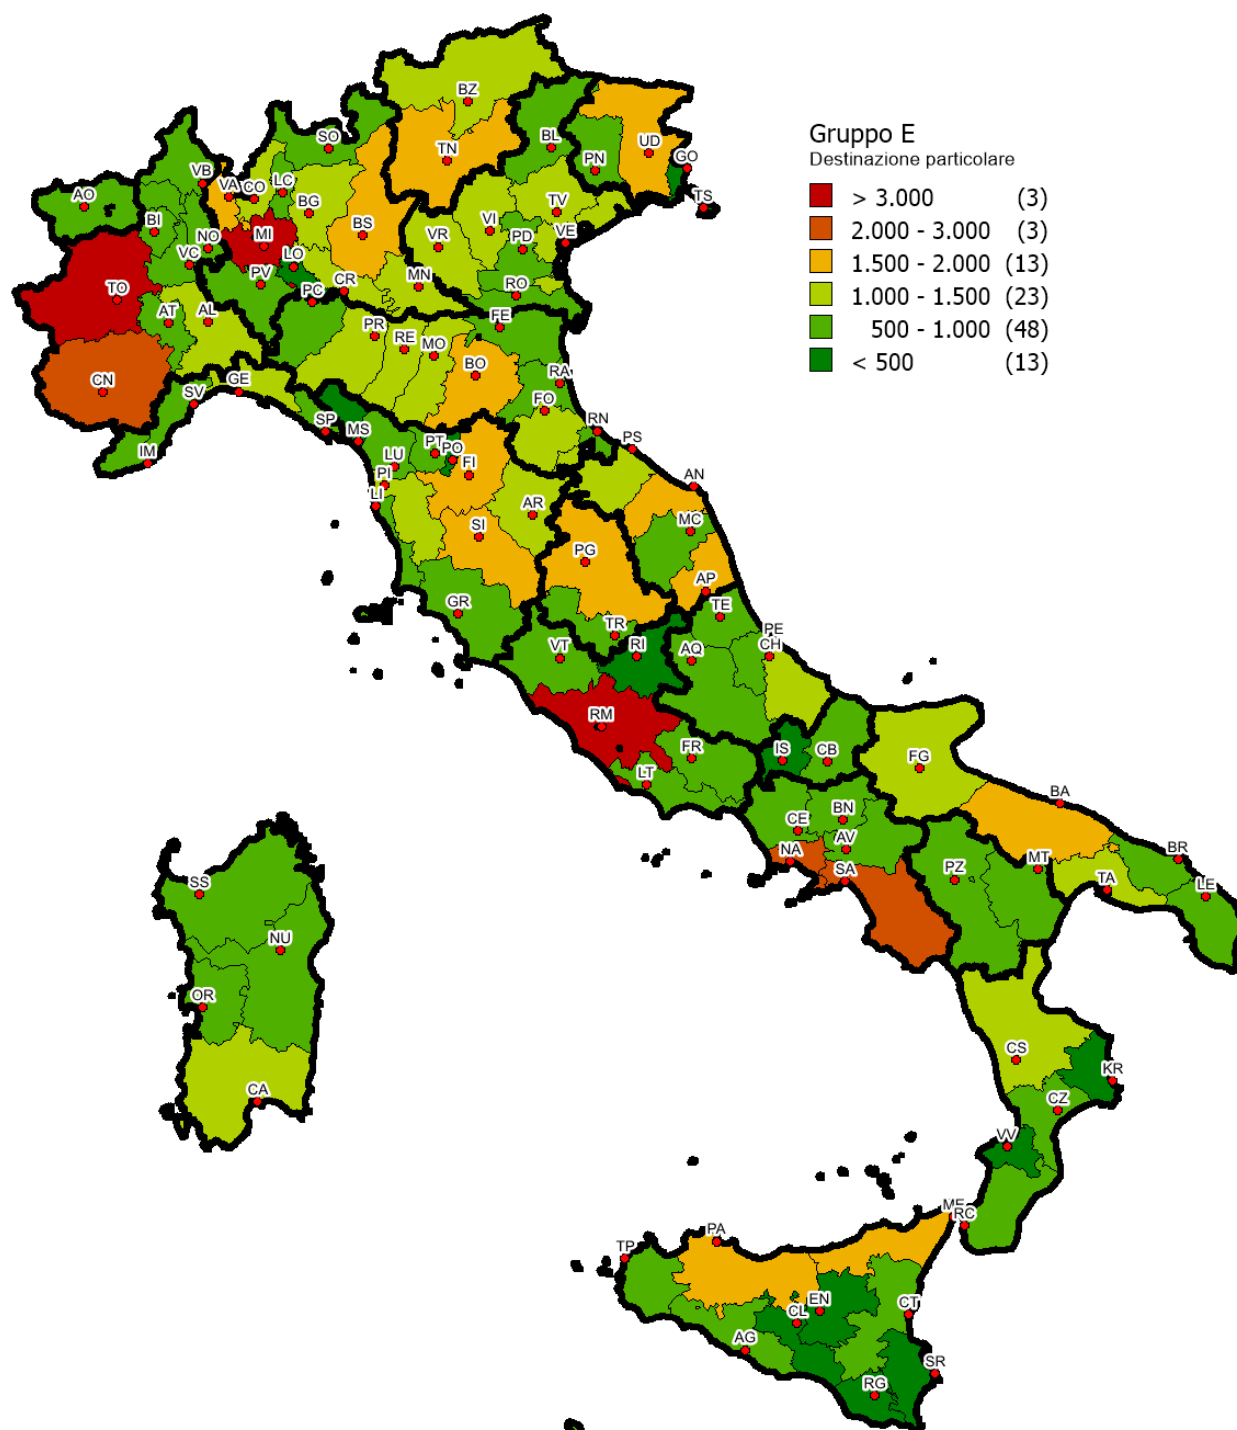 Gruppo E
Destinazione particolare
> 3.000 (3)
2.000 - 3.000 (3)
1.500 - 2.000 (13)
1.000 - 1.500 (23)
500 - 1.000 (48)
< 500 (13)
BZ
SO
TN
BL
UD
PN
GO
TS
VB
AO
VA
CO
LC
BG
BI
BS
TV
VI
VE
NO
MI
VR
PD
VC
LO
PV
CR
MN
RO
TO
PC
AT
AL
FE
PR
RE
MO
BO
CN
GE
SV
RA
FO
SP
RN
MS
PS
IM
PT
PO
LU
FI
PI
LI
AN
AR
MC
SI
PG
AP
GR
TE
TR
PE
CH
VT
RI
AQ
RM
FR
IS
CB
FG
LT
BA
BN
CE
AV
NA
MT
BR
SA
PZ
TA
LE
SS
NU
OR
CS
KR
CA
CZ
VV
ME
RC
PA
TP
EN
CL
CT
AG
SR
RG